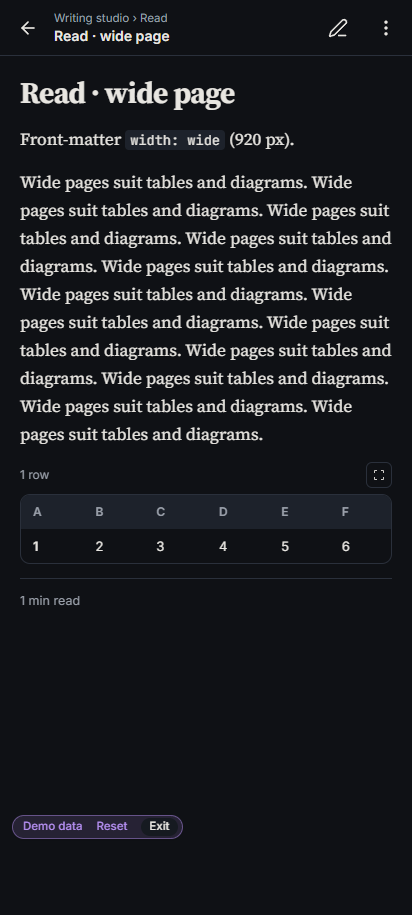 Writing studio › Read
Read · wide page
Read · wide page
Front-matter width: wide (920 px).
Wide pages suit tables and diagrams. Wide
pages suit tables and diagrams. Wide pages suit
tables and diagrams. Wide pages suit tables and
diagrams. Wide pages suit tables and diagrams.
Wide pages suit tables and diagrams. Wide
pages suit tables and diagrams. Wide pages suit
tables and diagrams. Wide pages suit tables and
diagrams. Wide pages suit tables and diagrams.
Wide pages suit tables and diagrams. Wide
pages suit tables and diagrams.
1 row
A B C D E F
1 2 3 4 5 6
1 min read
Demo data Reset Exit